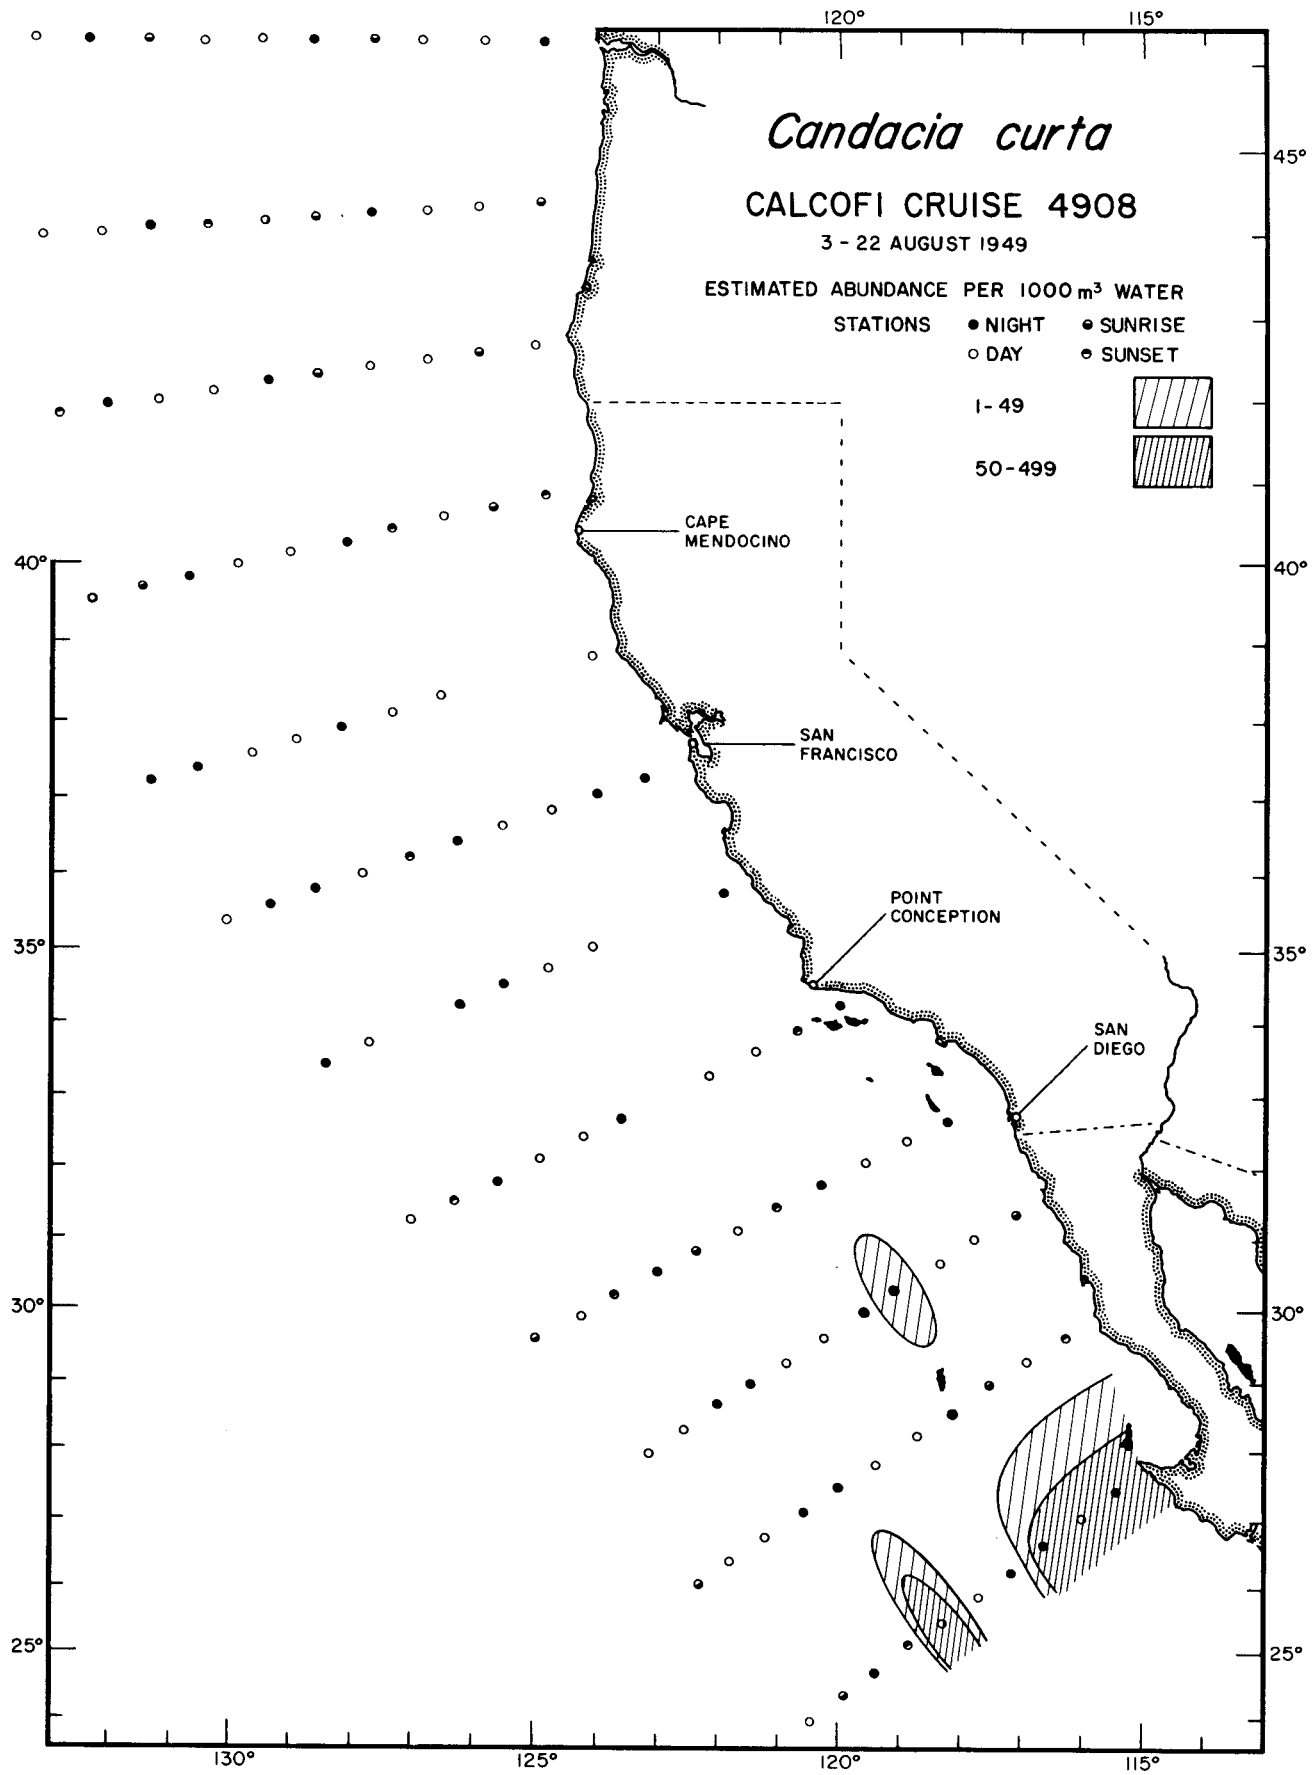 120° 115°
Candacia curta
45°
CALCOFI CRUISE 4908
3 - 22 AUGUST 1949
ESTIMATED ABUNDANCE PER 1000 m³ WATER
STATIONS NIGHT SUNRISE
DAY SUNSET
1-49
50-499
CAPE
MENDOCINO
40° 40°
SAN
FRANCISCO
POINT
CONCEPTION
35° 35°
SAN
DIEGO
30° 30°
25° 25°
130° 125° 120° 115°